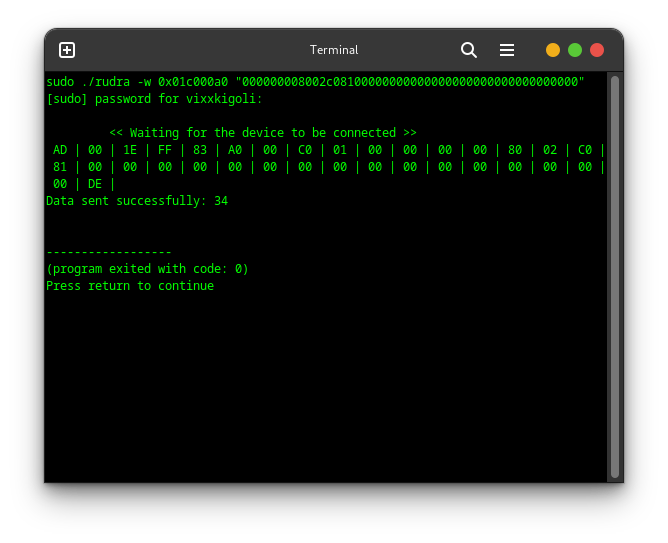 Terminal
sudo ./rudra -w 0x01c000a0 "000000008002c08100000000000000000000000000000000"
[sudo] password for vixxkigoli:
<< Waiting for the device to be connected >>
AD | 00 | 1E | FF | 83 | A0 | 00 | C0 | 01 | 00 | 00 | 00 | 00 | 80 | 02 | C0 |
81 | 00 | 00 | 00 | 00 | 00 | 00 | 00 | 00 | 00 | 00 | 00 | 00 | 00 | 00 | 00 |
00 | DE |
Data sent successfully: 34
------------------
(program exited with code: 0)
Press return to continue